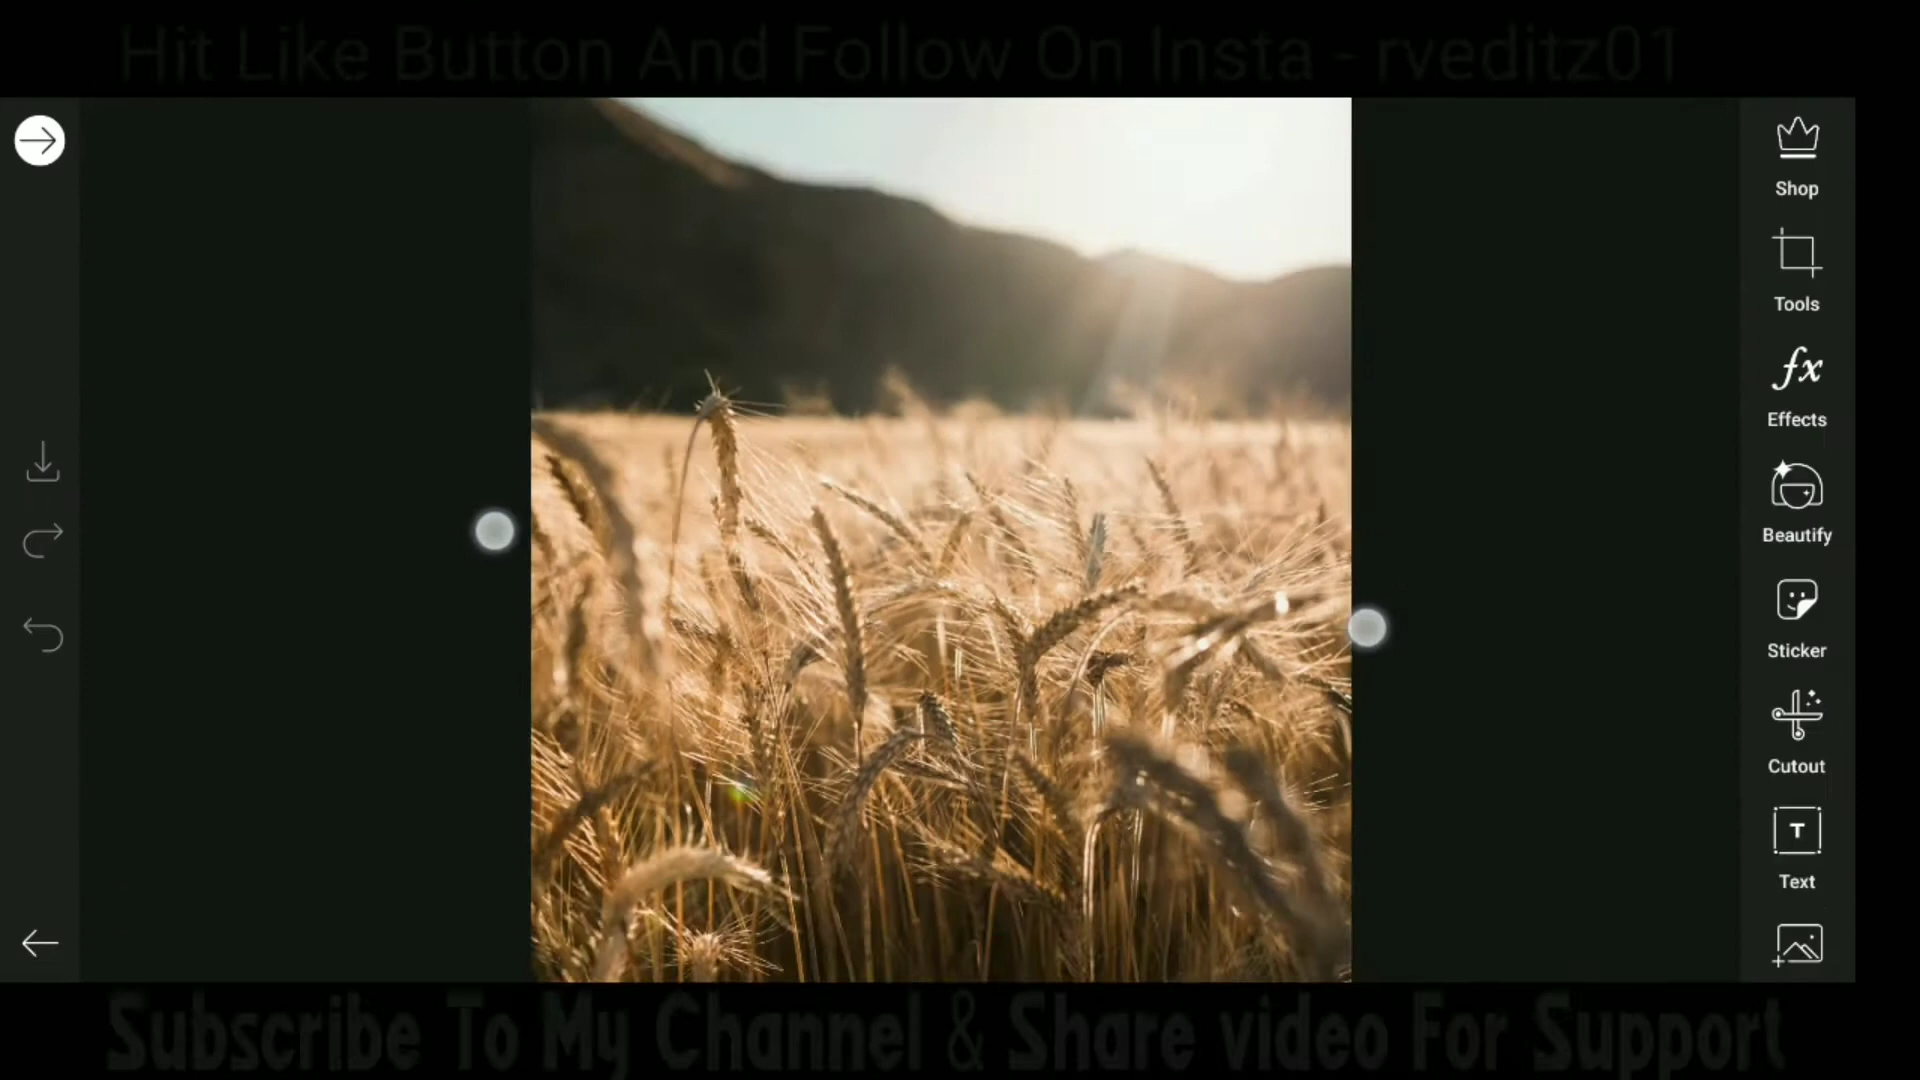 Hit Like Button And Follow On Insta - rveditz01
Shop
Tools
fx
Effects
Beautify
Sticker
Cutout
T
Text
Subscribe To My Channel & Share video For Support